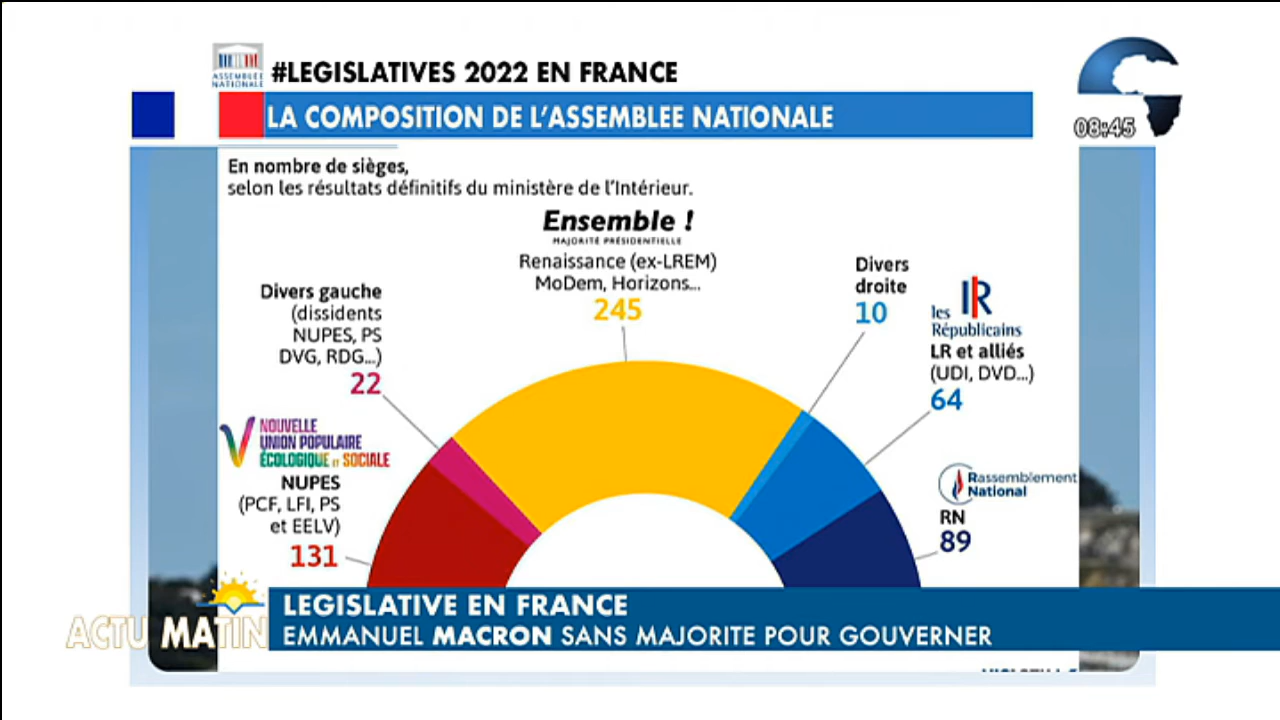 ASSEMBLÉE
NATIONALE
#LEGISLATIVES 2022 EN FRANCE
LA COMPOSITION DE L'ASSEMBLEE NATIONALE
08:45
En nombre de sièges,
selon les résultats définitifs du ministère de l'Intérieur.
Ensemble !
MAJORITÉ PRÉSIDENTIELLE
Renaissance (ex-LREM)
MoDem, Horizons...
245
Divers
droite
10
Divers gauche
(dissidents
NUPES, PS
DVG, RDG...)
22
LR
les
Républicains
LR et alliés
(UDI, DVD...)
64
NOUVELLE
UNION POPULAIRE
ÉCOLOGIQUE ET SOCIALE
NUPES
(PCF, LFI, PS
et EELV)
131
Rassemblement
National
RN
89
ACTU MATIN
LEGISLATIVE EN FRANCE
EMMANUEL MACRON SANS MAJORITE POUR GOUVERNER